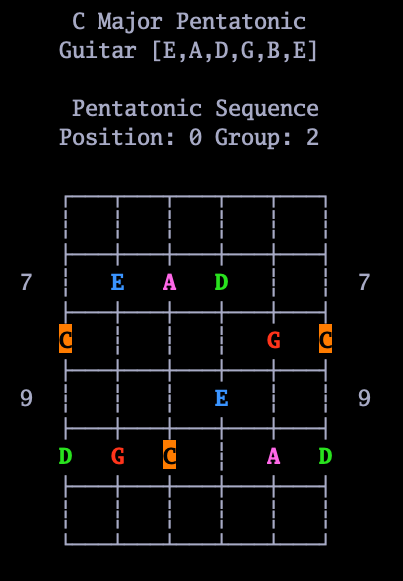 C Major Pentatonic
Guitar [E,A,D,G,B,E]
Pentatonic Sequence
Position: 0 Group: 2
7 E A D 7
C G C
9 E 9
D G C A D